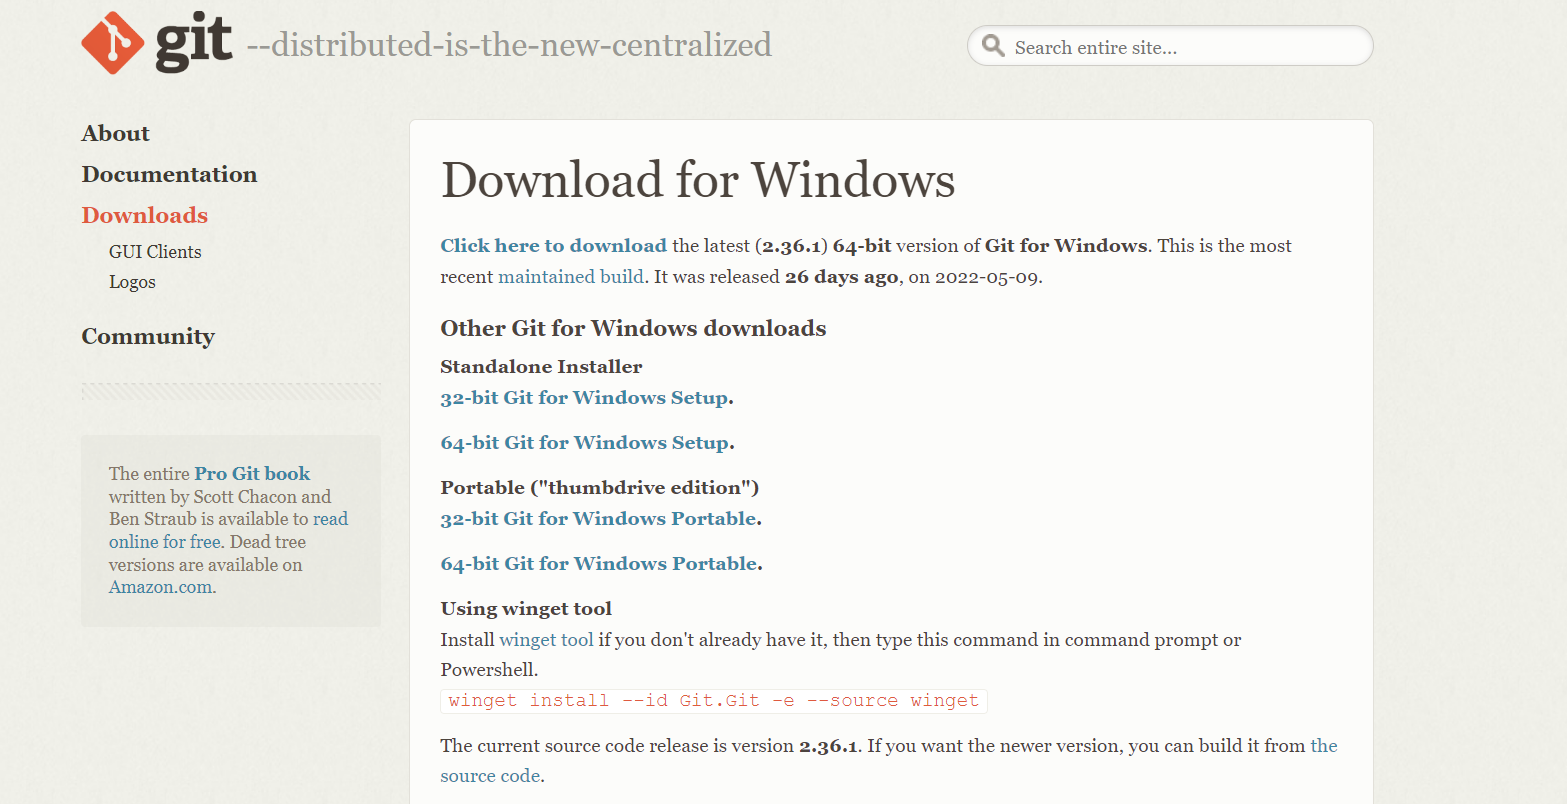 git --distributed-is-the-new-centralized
Search entire site...
About
Documentation
Downloads
GUI Clients
Logos
Community
The entire Pro Git book
written by Scott Chacon and
Ben Straub is available to read
online for free. Dead tree
versions are available on
Amazon.com.
Download for Windows
Click here to download the latest (2.36.1) 64-bit version of Git for Windows. This is the most
recent maintained build. It was released 26 days ago, on 2022-05-09.
Other Git for Windows downloads
Standalone Installer
32-bit Git for Windows Setup.
64-bit Git for Windows Setup.
Portable ("thumbdrive edition")
32-bit Git for Windows Portable.
64-bit Git for Windows Portable.
Using winget tool
Install winget tool if you don't already have it, then type this command in command prompt or
Powershell.
winget install --id Git.Git -e --source winget
The current source code release is version 2.36.1. If you want the newer version, you can build it from the
source code.